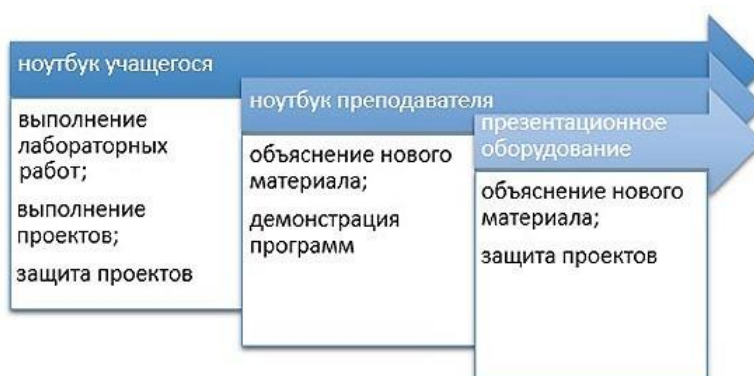 ноутбук учащегося
выполнение
лабораторных
работ;
выполнение
проектов;
защита проектов
ноутбук преподавателя
объяснение нового
материала;
демонстрация
программ
презентационное
оборудование
объяснение нового
материала;
защита проектов